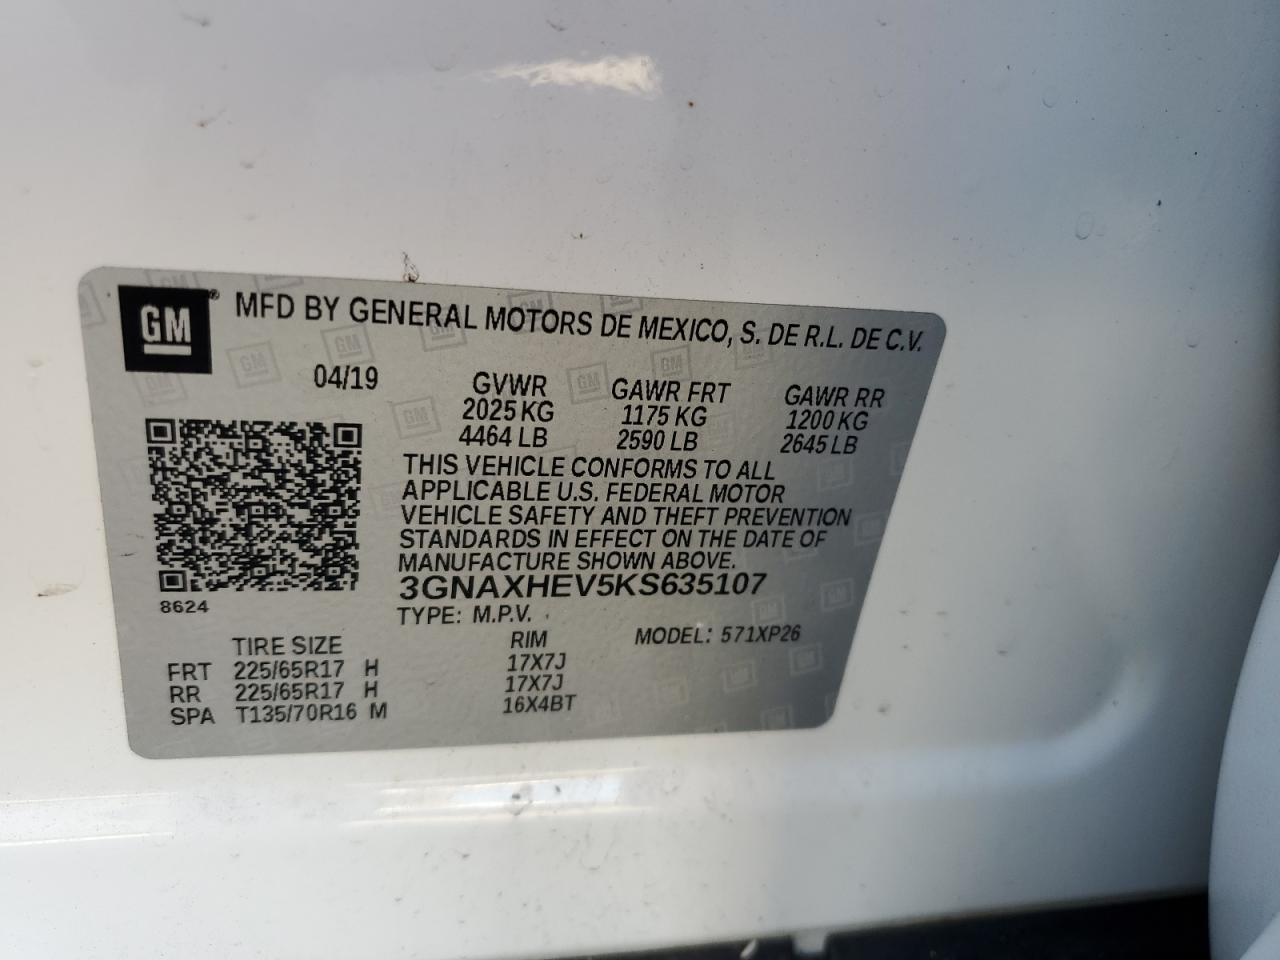 GM® MFD BY GENERAL MOTORS DE MEXICO, S. DE R.L. DE C.V.
04/19 GVWR GAWR FRT GAWR RR
2025 KG 1175 KG 1200 KG
4464 LB 2590 LB 2645 LB
THIS VEHICLE CONFORMS TO ALL
APPLICABLE U.S. FEDERAL MOTOR
VEHICLE SAFETY AND THEFT PREVENTION
STANDARDS IN EFFECT ON THE DATE OF
MANUFACTURE SHOWN ABOVE.
3GNAXHEV5KS635107
8624
TYPE: M.P.V.
TIRE SIZE RIM MODEL: 571XP26
FRT 225/65R17 H 17X7J
RR 225/65R17 H 17X7J
SPA T135/70R16 M 16X4BT